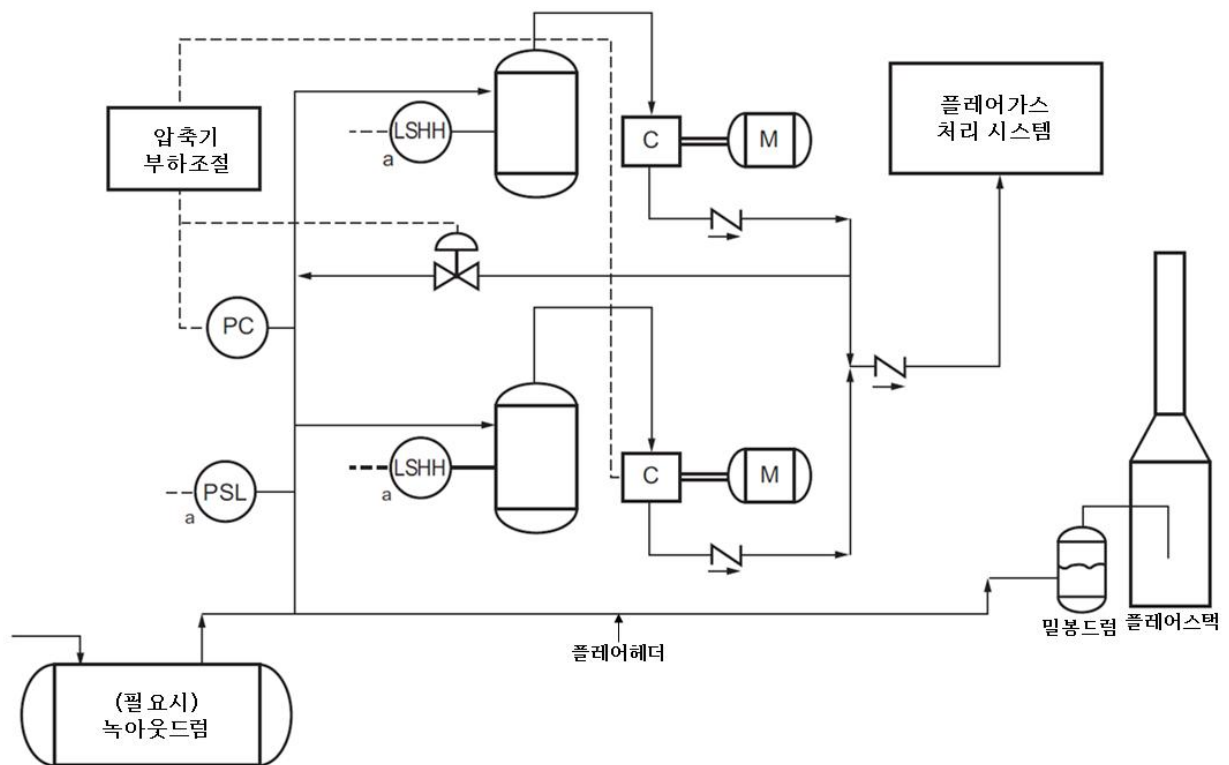 플레어가스
처리 시스템
압축기
부하조절
LSHH
a
C
M
PC
LSHH
a
C
M
PSL
a
밀봉드럼
플레어스택
플레어헤더
(필요시)
녹아웃드럼